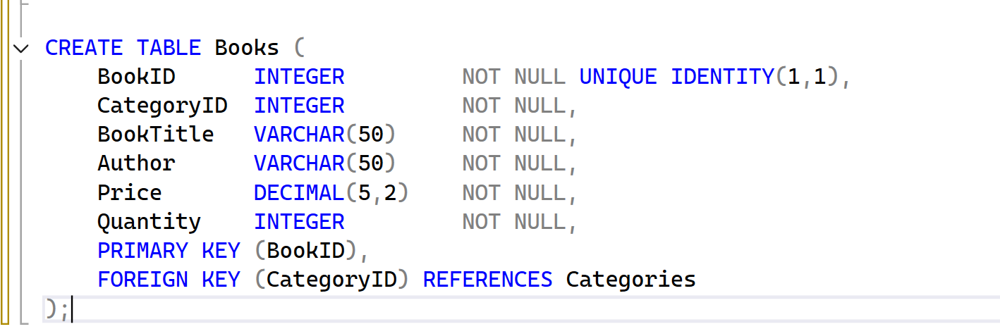 CREATE TABLE Books (
    BookID      INTEGER         NOT NULL UNIQUE IDENTITY(1,1),
    CategoryID  INTEGER         NOT NULL,
    BookTitle   VARCHAR(50)     NOT NULL,
    Author      VARCHAR(50)     NOT NULL,
    Price       DECIMAL(5,2)    NOT NULL,
    Quantity    INTEGER         NOT NULL,
    PRIMARY KEY (BookID),
    FOREIGN KEY (CategoryID) REFERENCES Categories
);